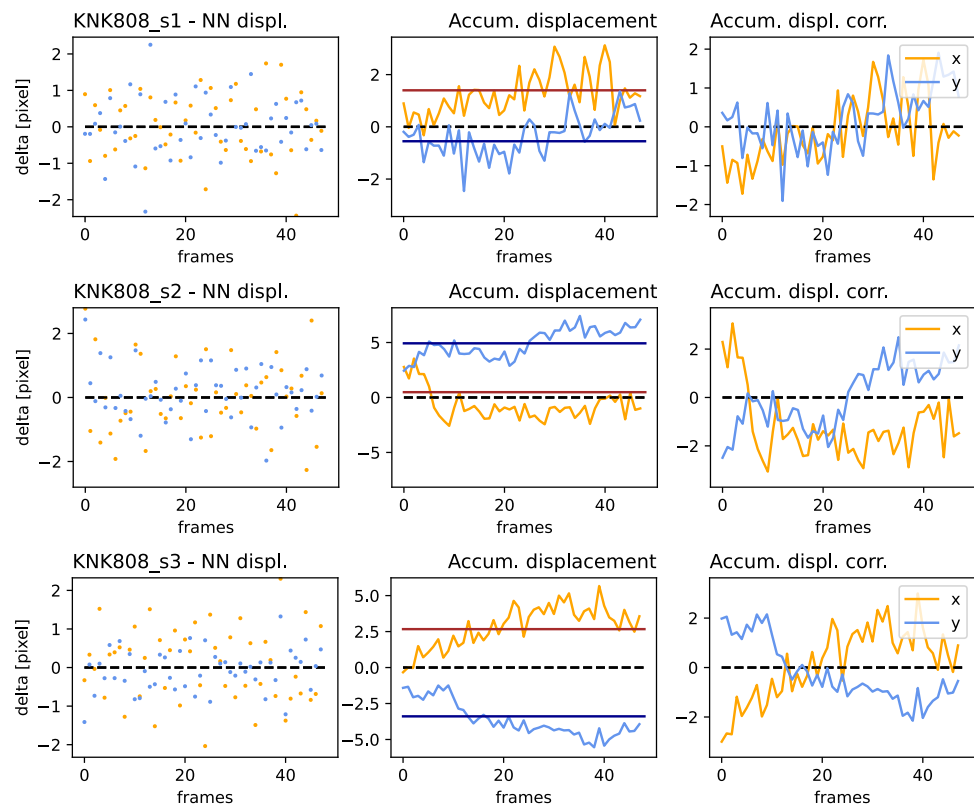 KNK808_s1 - NN displ.
Accum. displacement
Accum. displ. corr.
delta [pixel]
2
1
0
−1
−2
0
20
40
frames
2
0
−2
0
20
40
frames
2
1
0
−1
−2
0
20
40
frames
x
y
KNK808_s2 - NN displ.
Accum. displacement
Accum. displ. corr.
delta [pixel]
2
0
−2
0
20
40
frames
5
0
−5
0
20
40
frames
2
0
−2
0
20
40
frames
x
y
KNK808_s3 - NN displ.
Accum. displacement
Accum. displ. corr.
delta [pixel]
2
1
0
−1
−2
0
20
40
frames
5.0
2.5
0.0
−2.5
−5.0
0
20
40
frames
2
0
−2
0
20
40
frames
x
y